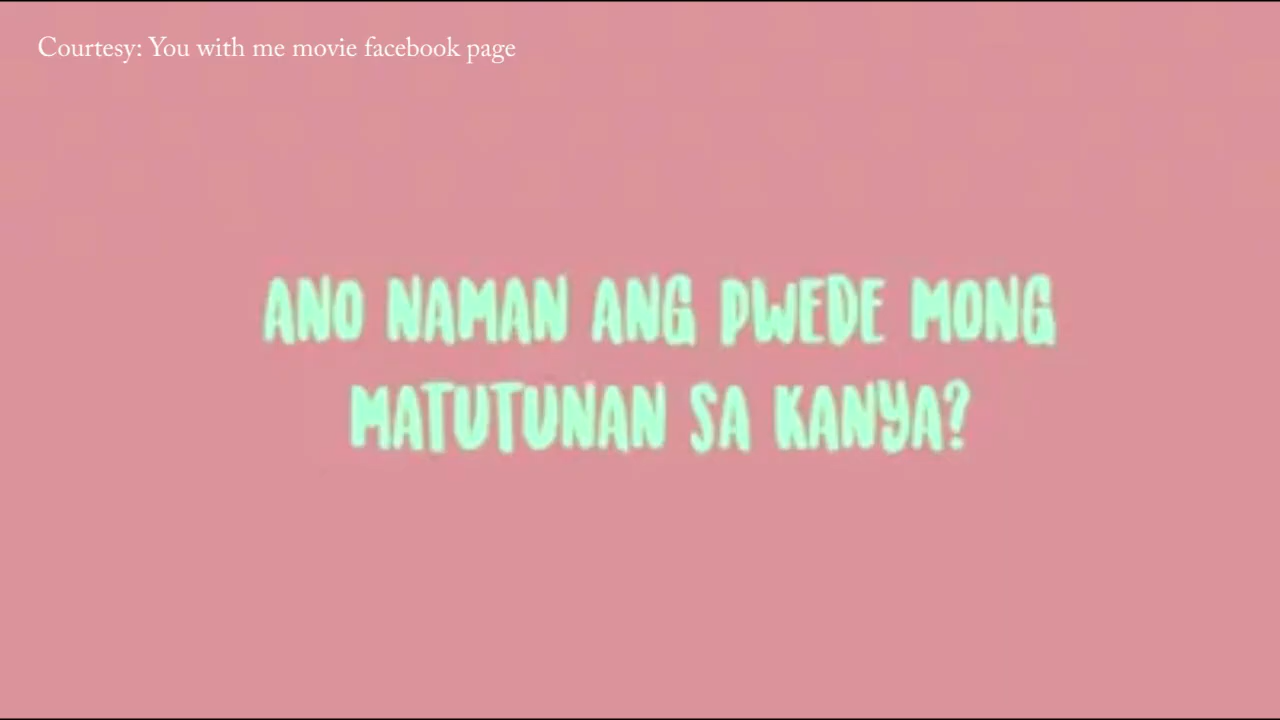 Courtesy: You with me movie facebook page
ANO NAMAN ANG PWEDE MONG
MATUTUNAN SA KANYA?